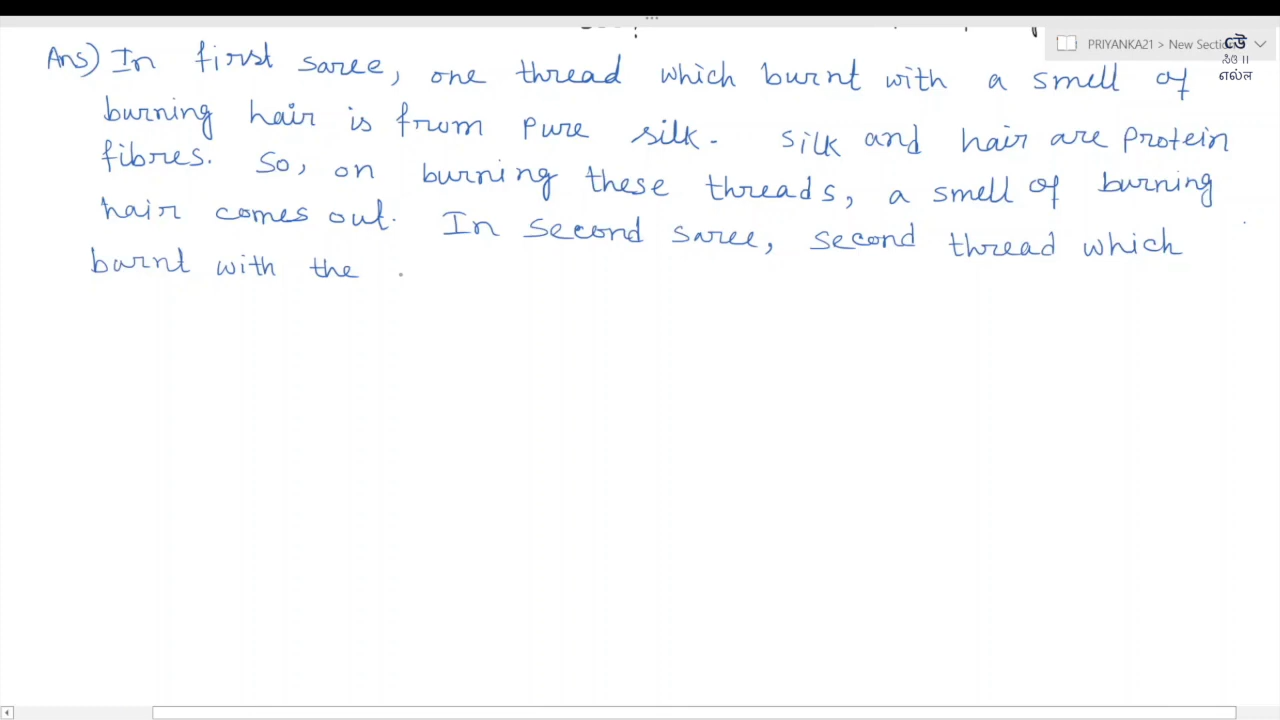 PRIYANKA21 > New Section
Ans) In first saree, one thread which burnt with a smell of
burning hair is from pure silk. Silk and hair are protein
fibres. So, on burning these threads, a smell of burning
hair comes out. In second saree, second thread which
burnt with the